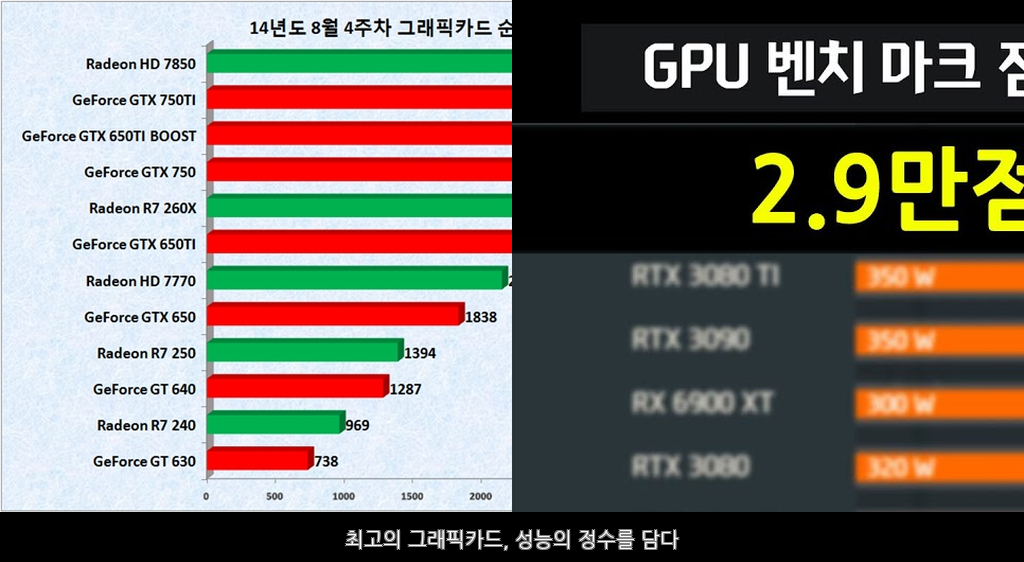 14년도 8월 4주차 그래픽카드 순
Radeon HD 7850
GeForce GTX 750TI
GeForce GTX 650TI BOOST
GeForce GTX 750
Radeon R7 260X
GeForce GTX 650TI
Radeon HD 7770
GeForce GTX 650 1838
Radeon R7 250 1394
GeForce GT 640 1287
Radeon R7 240 969
GeForce GT 630 738
0 500 1000 1500 2000
GPU 벤치 마크
2.9만점
RTX 3080 TI 350 W
RTX 3090 350 W
RX 6900 XT 300 W
RTX 3080 320 W
최고의 그래픽카드, 성능의 정수를 담다